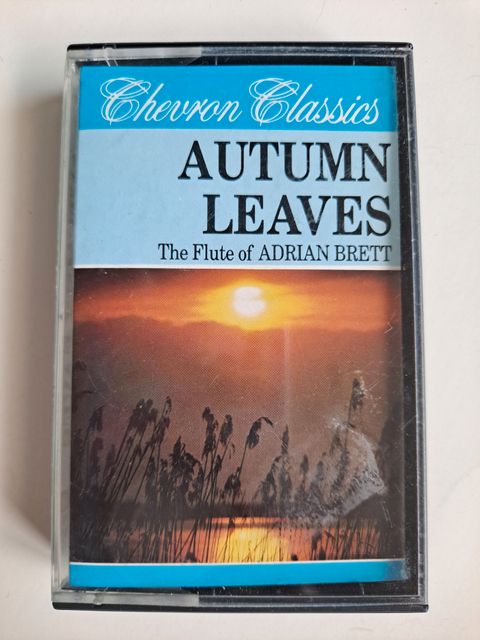 Chevron Classics
AUTUMN
LEAVES
The Flute of ADRIAN BRETT